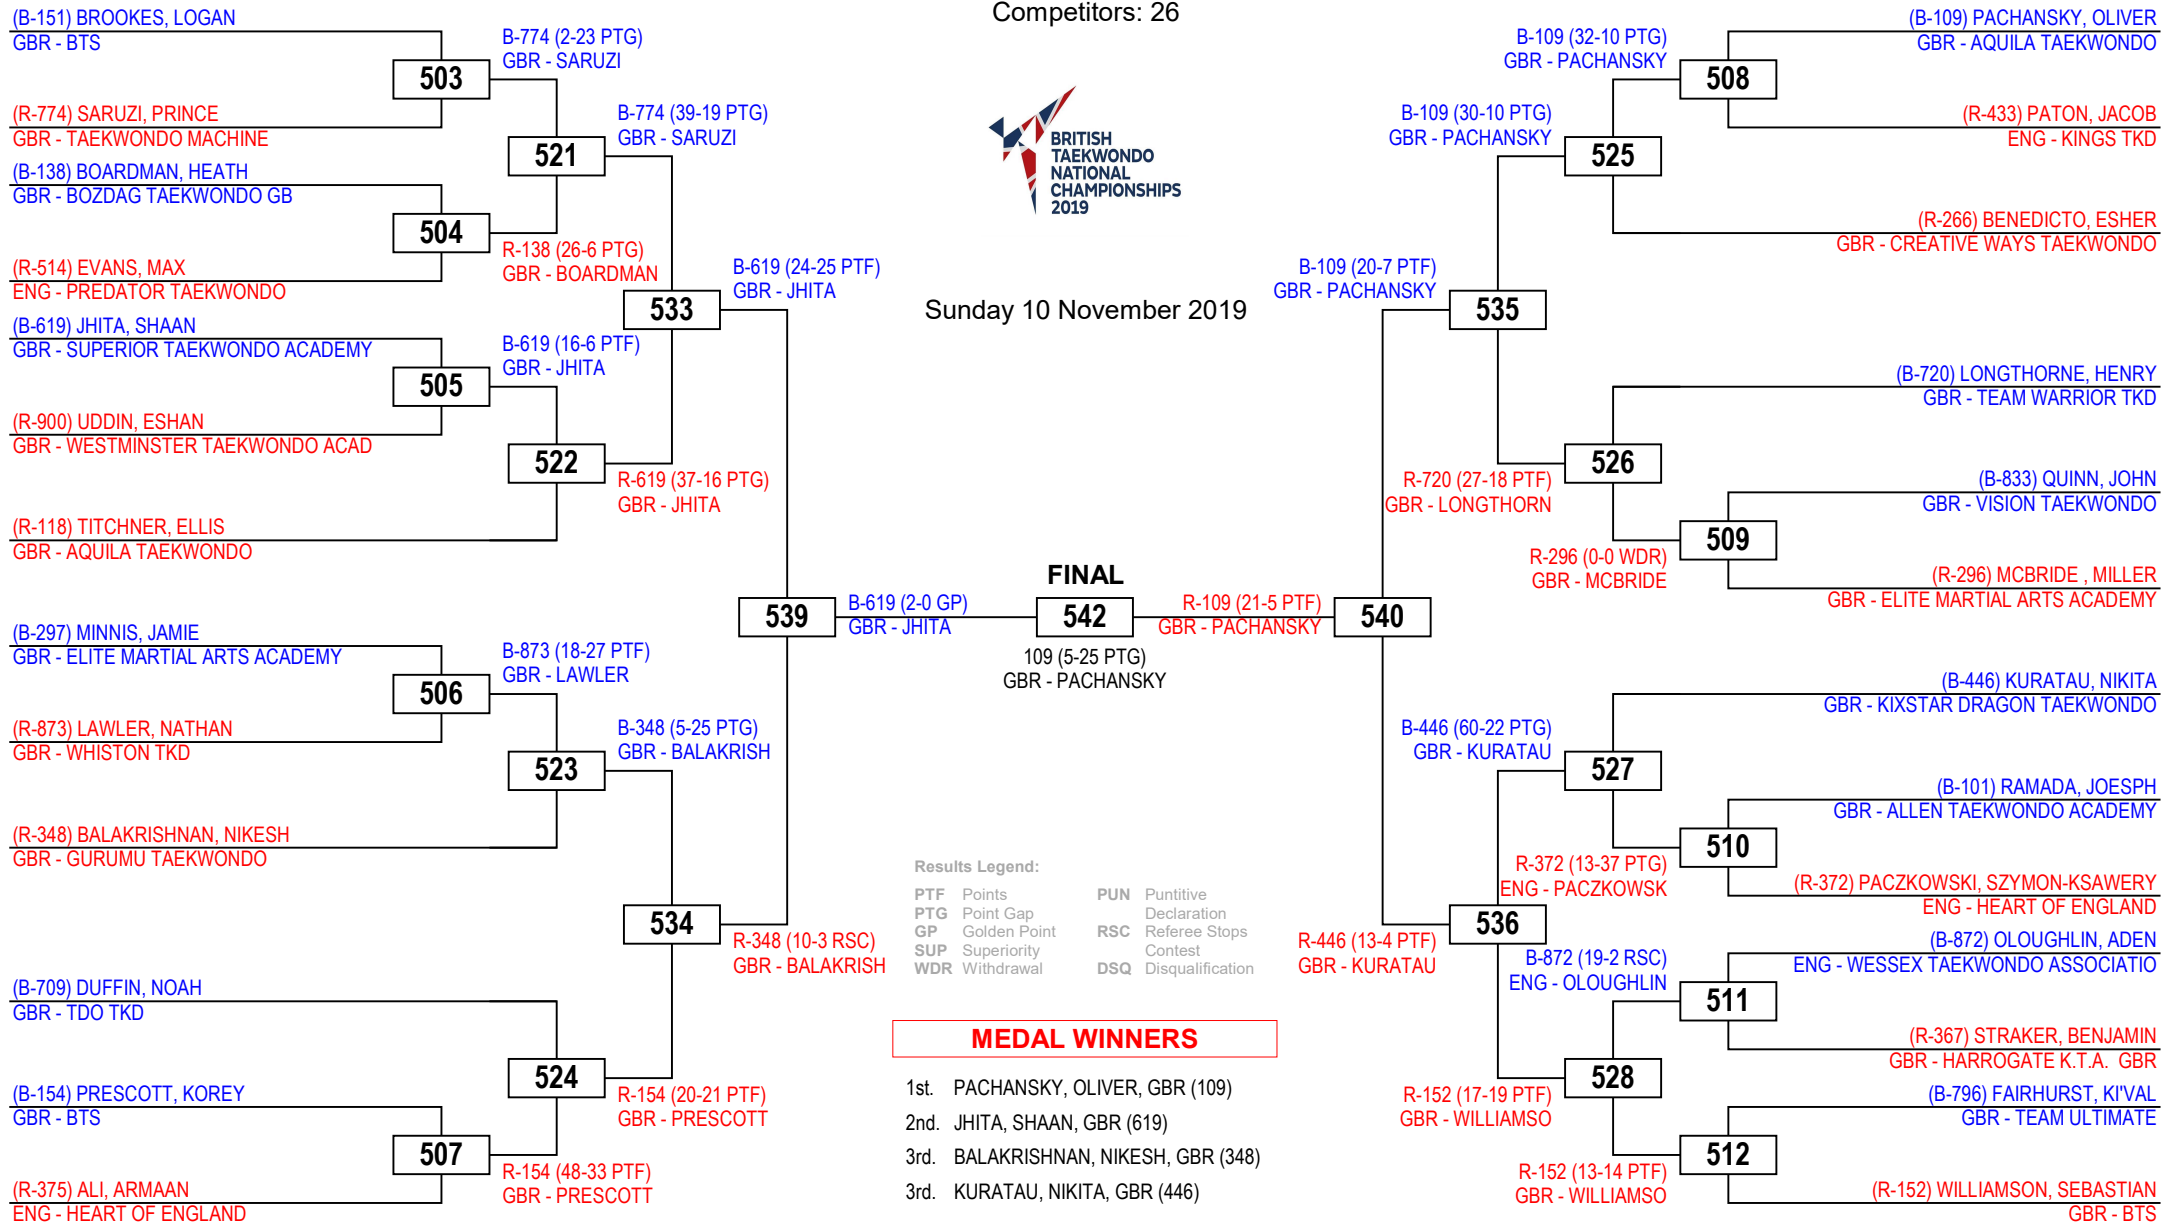 Competitors: 26
BRITISH
TAEKWONDO
NATIONAL
CHAMPIONSHIPS
2019
Sunday 10 November 2019
(B-151) BROOKES, LOGAN
GBR - BTS
503
(R-774) SARUZI, PRINCE
GBR - TAEKWONDO MACHINE
(B-138) BOARDMAN, HEATH
GBR - BOZDAG TAEKWONDO GB
504
(R-514) EVANS, MAX
ENG - PREDATOR TAEKWONDO
(B-619) JHITA, SHAAN
GBR - SUPERIOR TAEKWONDO ACADEMY
505
(R-900) UDDIN, ESHAN
GBR - WESTMINSTER TAEKWONDO ACAD
(R-118) TITCHNER, ELLIS
GBR - AQUILA TAEKWONDO
(B-297) MINNIS, JAMIE
GBR - ELITE MARTIAL ARTS ACADEMY
506
(R-873) LAWLER, NATHAN
GBR - WHISTON TKD
(R-348) BALAKRISHNAN, NIKESH
GBR - GURUMU TAEKWONDO
(B-709) DUFFIN, NOAH
GBR - TDO TKD
(B-154) PRESCOTT, KOREY
GBR - BTS
507
(R-375) ALI, ARMAAN
ENG - HEART OF ENGLAND
B-774 (2-23 PTG)
GBR - SARUZI
521
R-138 (26-6 PTG)
GBR - BOARDMAN
B-619 (16-6 PTF)
GBR - JHITA
522
B-873 (18-27 PTF)
GBR - LAWLER
523
524
R-154 (48-33 PTF)
GBR - PRESCOTT
B-774 (39-19 PTG)
GBR - SARUZI
533
R-619 (37-16 PTG)
GBR - JHITA
B-348 (5-25 PTG)
GBR - BALAKRISH
534
R-154 (20-21 PTF)
GBR - PRESCOTT
B-619 (24-25 PTF)
GBR - JHITA
539
R-348 (10-3 RSC)
GBR - BALAKRISH
B-619 (2-0 GP)
GBR - JHITA
FINAL
542
109 (5-25 PTG)
GBR - PACHANSKY
R-109 (21-5 PTF)
GBR - PACHANSKY
540
B-109 (20-7 PTF)
GBR - PACHANSKY
R-446 (13-4 PTF)
GBR - KURATAU
B-109 (30-10 PTG)
GBR - PACHANSKY
535
R-720 (27-18 PTF)
GBR - LONGTHORN
B-446 (60-22 PTG)
GBR - KURATAU
536
R-152 (17-19 PTF)
GBR - WILLIAMSO
B-109 (32-10 PTG)
GBR - PACHANSKY
525
526
R-296 (0-0 WDR)
GBR - MCBRIDE
527
R-372 (13-37 PTG)
ENG - PACZKOWSK
B-872 (19-2 RSC)
ENG - OLOUGHLIN
528
R-152 (13-14 PTF)
GBR - WILLIAMSO
(B-109) PACHANSKY, OLIVER
GBR - AQUILA TAEKWONDO
508
(R-433) PATON, JACOB
ENG - KINGS TKD
(R-266) BENEDICTO, ESHER
GBR - CREATIVE WAYS TAEKWONDO
(B-720) LONGTHORNE, HENRY
GBR - TEAM WARRIOR TKD
(B-833) QUINN, JOHN
GBR - VISION TAEKWONDO
509
(R-296) MCBRIDE , MILLER
GBR - ELITE MARTIAL ARTS ACADEMY
(B-446) KURATAU, NIKITA
GBR - KIXSTAR DRAGON TAEKWONDO
(B-101) RAMADA, JOESPH
GBR - ALLEN TAEKWONDO ACADEMY
510
(R-372) PACZKOWSKI, SZYMON-KSAWERY
ENG - HEART OF ENGLAND
(B-872) OLOUGHLIN, ADEN
ENG - WESSEX TAEKWONDO ASSOCIATIO
511
(R-367) STRAKER, BENJAMIN
GBR - HARROGATE K.T.A. GBR
(B-796) FAIRHURST, KI'VAL
GBR - TEAM ULTIMATE
512
(R-152) WILLIAMSON, SEBASTIAN
GBR - BTS
Results Legend:
PTF Points
PTG Point Gap
GP Golden Point
SUP Superiority
WDR Withdrawal
PUN Puntitive
Declaration
RSC Referee Stops
Contest
DSQ Disqualification
MEDAL WINNERS
1st. PACHANSKY, OLIVER, GBR (109)
2nd. JHITA, SHAAN, GBR (619)
3rd. BALAKRISHNAN, NIKESH, GBR (348)
3rd. KURATAU, NIKITA, GBR (446)